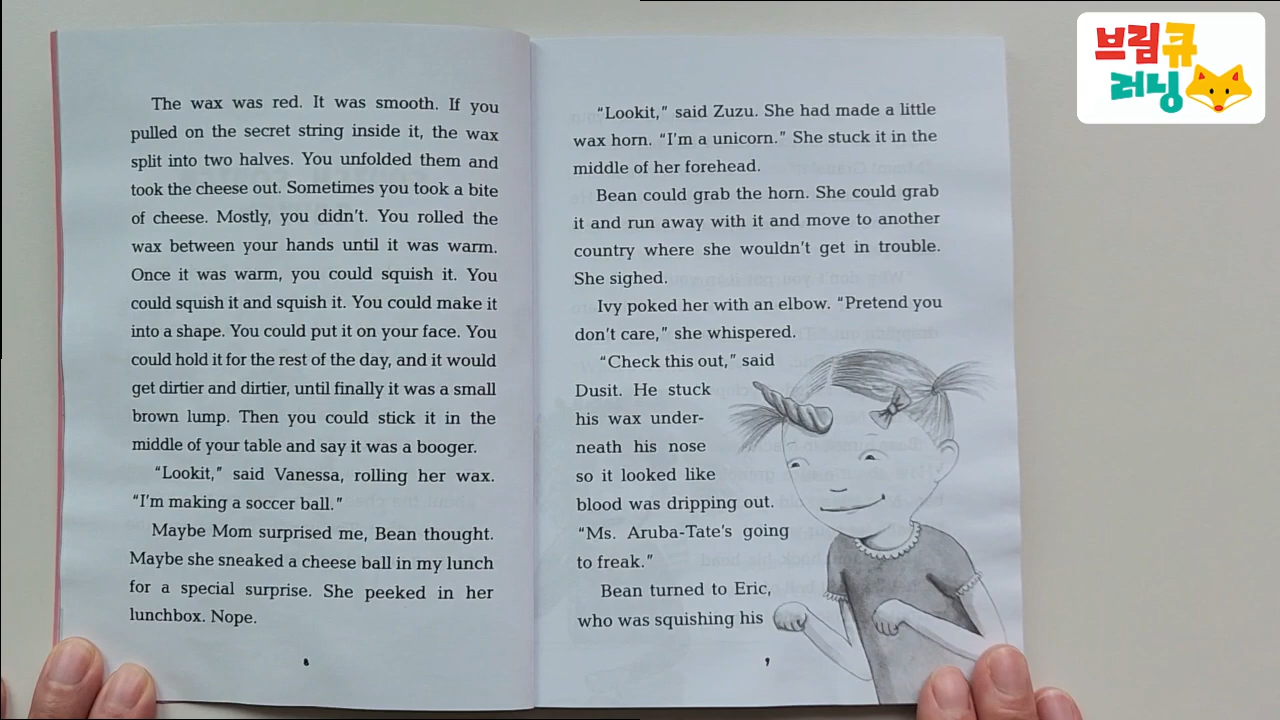 The wax was red. It was smooth. If you
pulled on the secret string inside it, the wax
split into two halves. You unfolded them and
took the cheese out. Sometimes you took a bite
of cheese. Mostly, you didn't. You rolled the
wax between your hands until it was warm.
Once it was warm, you could squish it. You
could squish it and squish it. You could make it
into a shape. You could put it on your face. You
could hold it for the rest of the day, and it would
get dirtier and dirtier, until finally it was a small
brown lump. Then you could stick it in the
middle of your table and say it was a booger.
“Lookit,” said Vanessa, rolling her wax.
“I'm making a soccer ball.”
Maybe Mom surprised me, Bean thought.
Maybe she sneaked a cheese ball in my lunch
for a special surprise. She peeked in her
lunchbox. Nope.
8
“Lookit,” said Zuzu. She had made a little
wax horn. “I'm a unicorn.” She stuck it in the
middle of her forehead.
Bean could grab the horn. She could grab
it and run away with it and move to another
country where she wouldn't get in trouble.
She sighed.
Ivy poked her with an elbow. “Pretend you
don't care,” she whispered.
“Check this out,” said
Dusit. He stuck
his wax under-
neath his nose
so it looked like
blood was dripping out.
“Ms. Aruba-Tate's going
to freak.”
Bean turned to Eric,
who was squishing his
9
브림큐
러닝